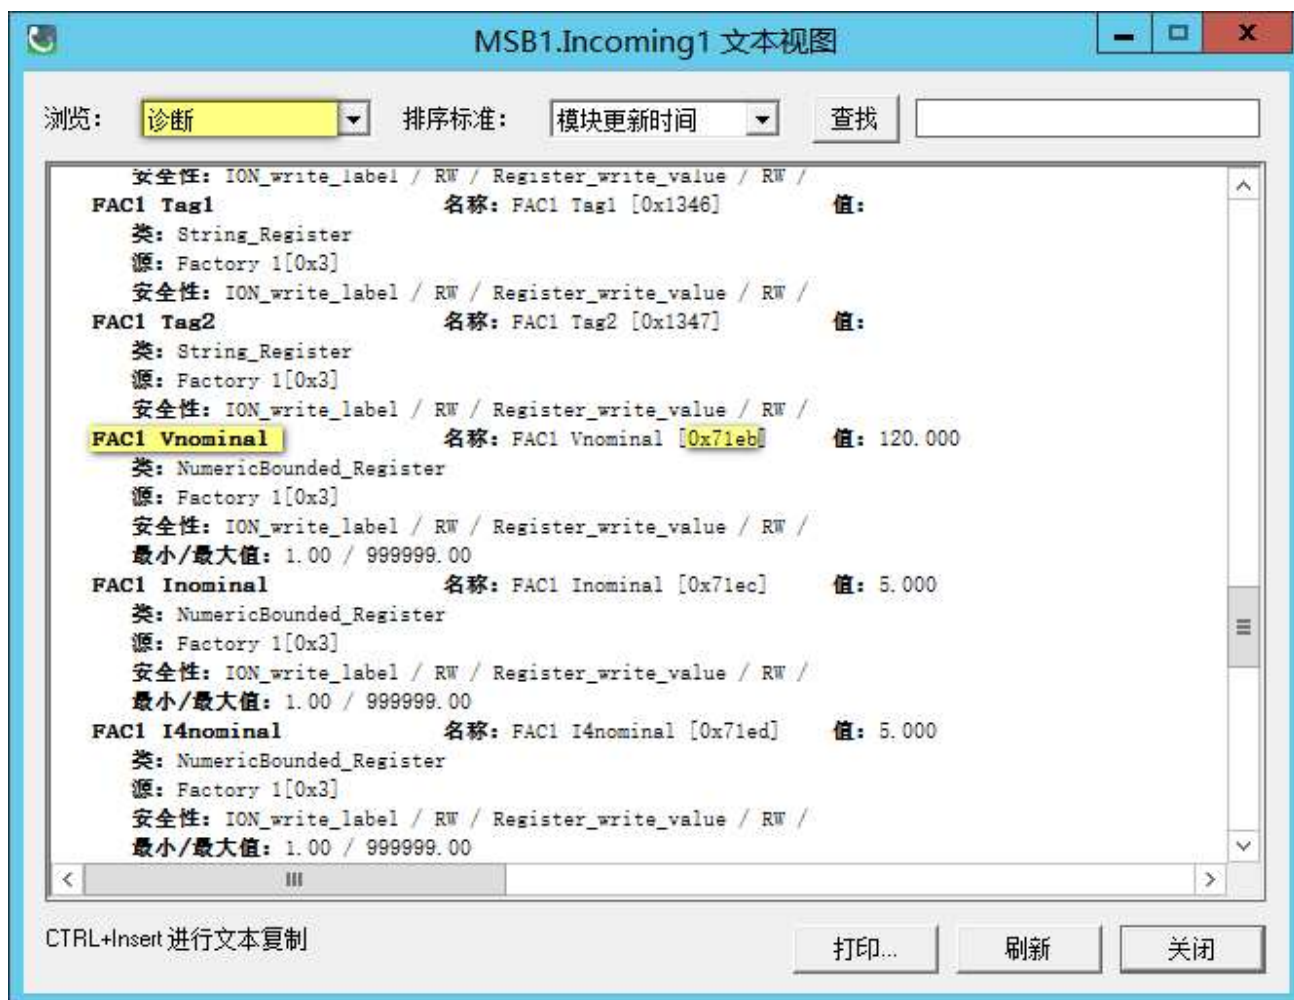 MSB1.Incoming1 文本视图
浏览： 诊断 排序标准： 模块更新时间 查找
安全性：ION_write_label / RW / Register_write_value / RW /
FAC1 Tag1 名称：FAC1 Tag1 [0x1346] 值：
类：String_Register
源：Factory 1[0x3]
安全性：ION_write_label / RW / Register_write_value / RW /
FAC1 Tag2 名称：FAC1 Tag2 [0x1347] 值：
类：String_Register
源：Factory 1[0x3]
安全性：ION_write_label / RW / Register_write_value / RW /
FAC1 Vnominal 名称：FAC1 Vnominal [0x71eb] 值：120.000
类：NumericBounded_Register
源：Factory 1[0x3]
安全性：ION_write_label / RW / Register_write_value / RW /
最小/最大值：1.00 / 999999.00
FAC1 Inominal 名称：FAC1 Inominal [0x71ec] 值：5.000
类：NumericBounded_Register
源：Factory 1[0x3]
安全性：ION_write_label / RW / Register_write_value / RW /
最小/最大值：1.00 / 999999.00
FAC1 I4nominal 名称：FAC1 I4nominal [0x71ed] 值：5.000
类：NumericBounded_Register
源：Factory 1[0x3]
安全性：ION_write_label / RW / Register_write_value / RW /
最小/最大值：1.00 / 999999.00
CTRL+Insert 进行文本复制 打印... 刷新 关闭